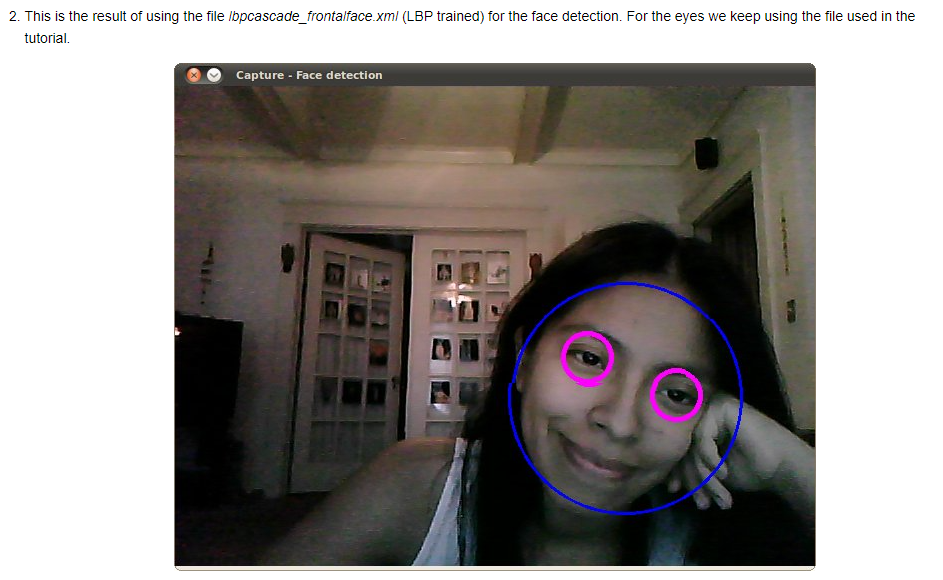 2. This is the result of using the file lbpcascade_frontalface.xml (LBP trained) for the face detection. For the eyes we keep using the file used in the
tutorial.
Capture - Face detection